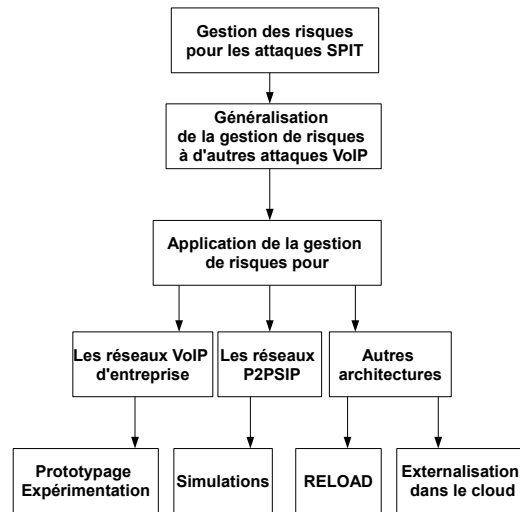 Gestion des risques
pour les attaques SPIT
Généralisation
de la gestion de risques
à d'autres attaques VoIP
Application de la gestion
de risques pour
Les réseaux VoIP
d'entreprise
Les réseaux
P2PSIP
Autres
architectures
Prototypage
Expérimentation
Simulations
RELOAD
Externalisation
dans le cloud